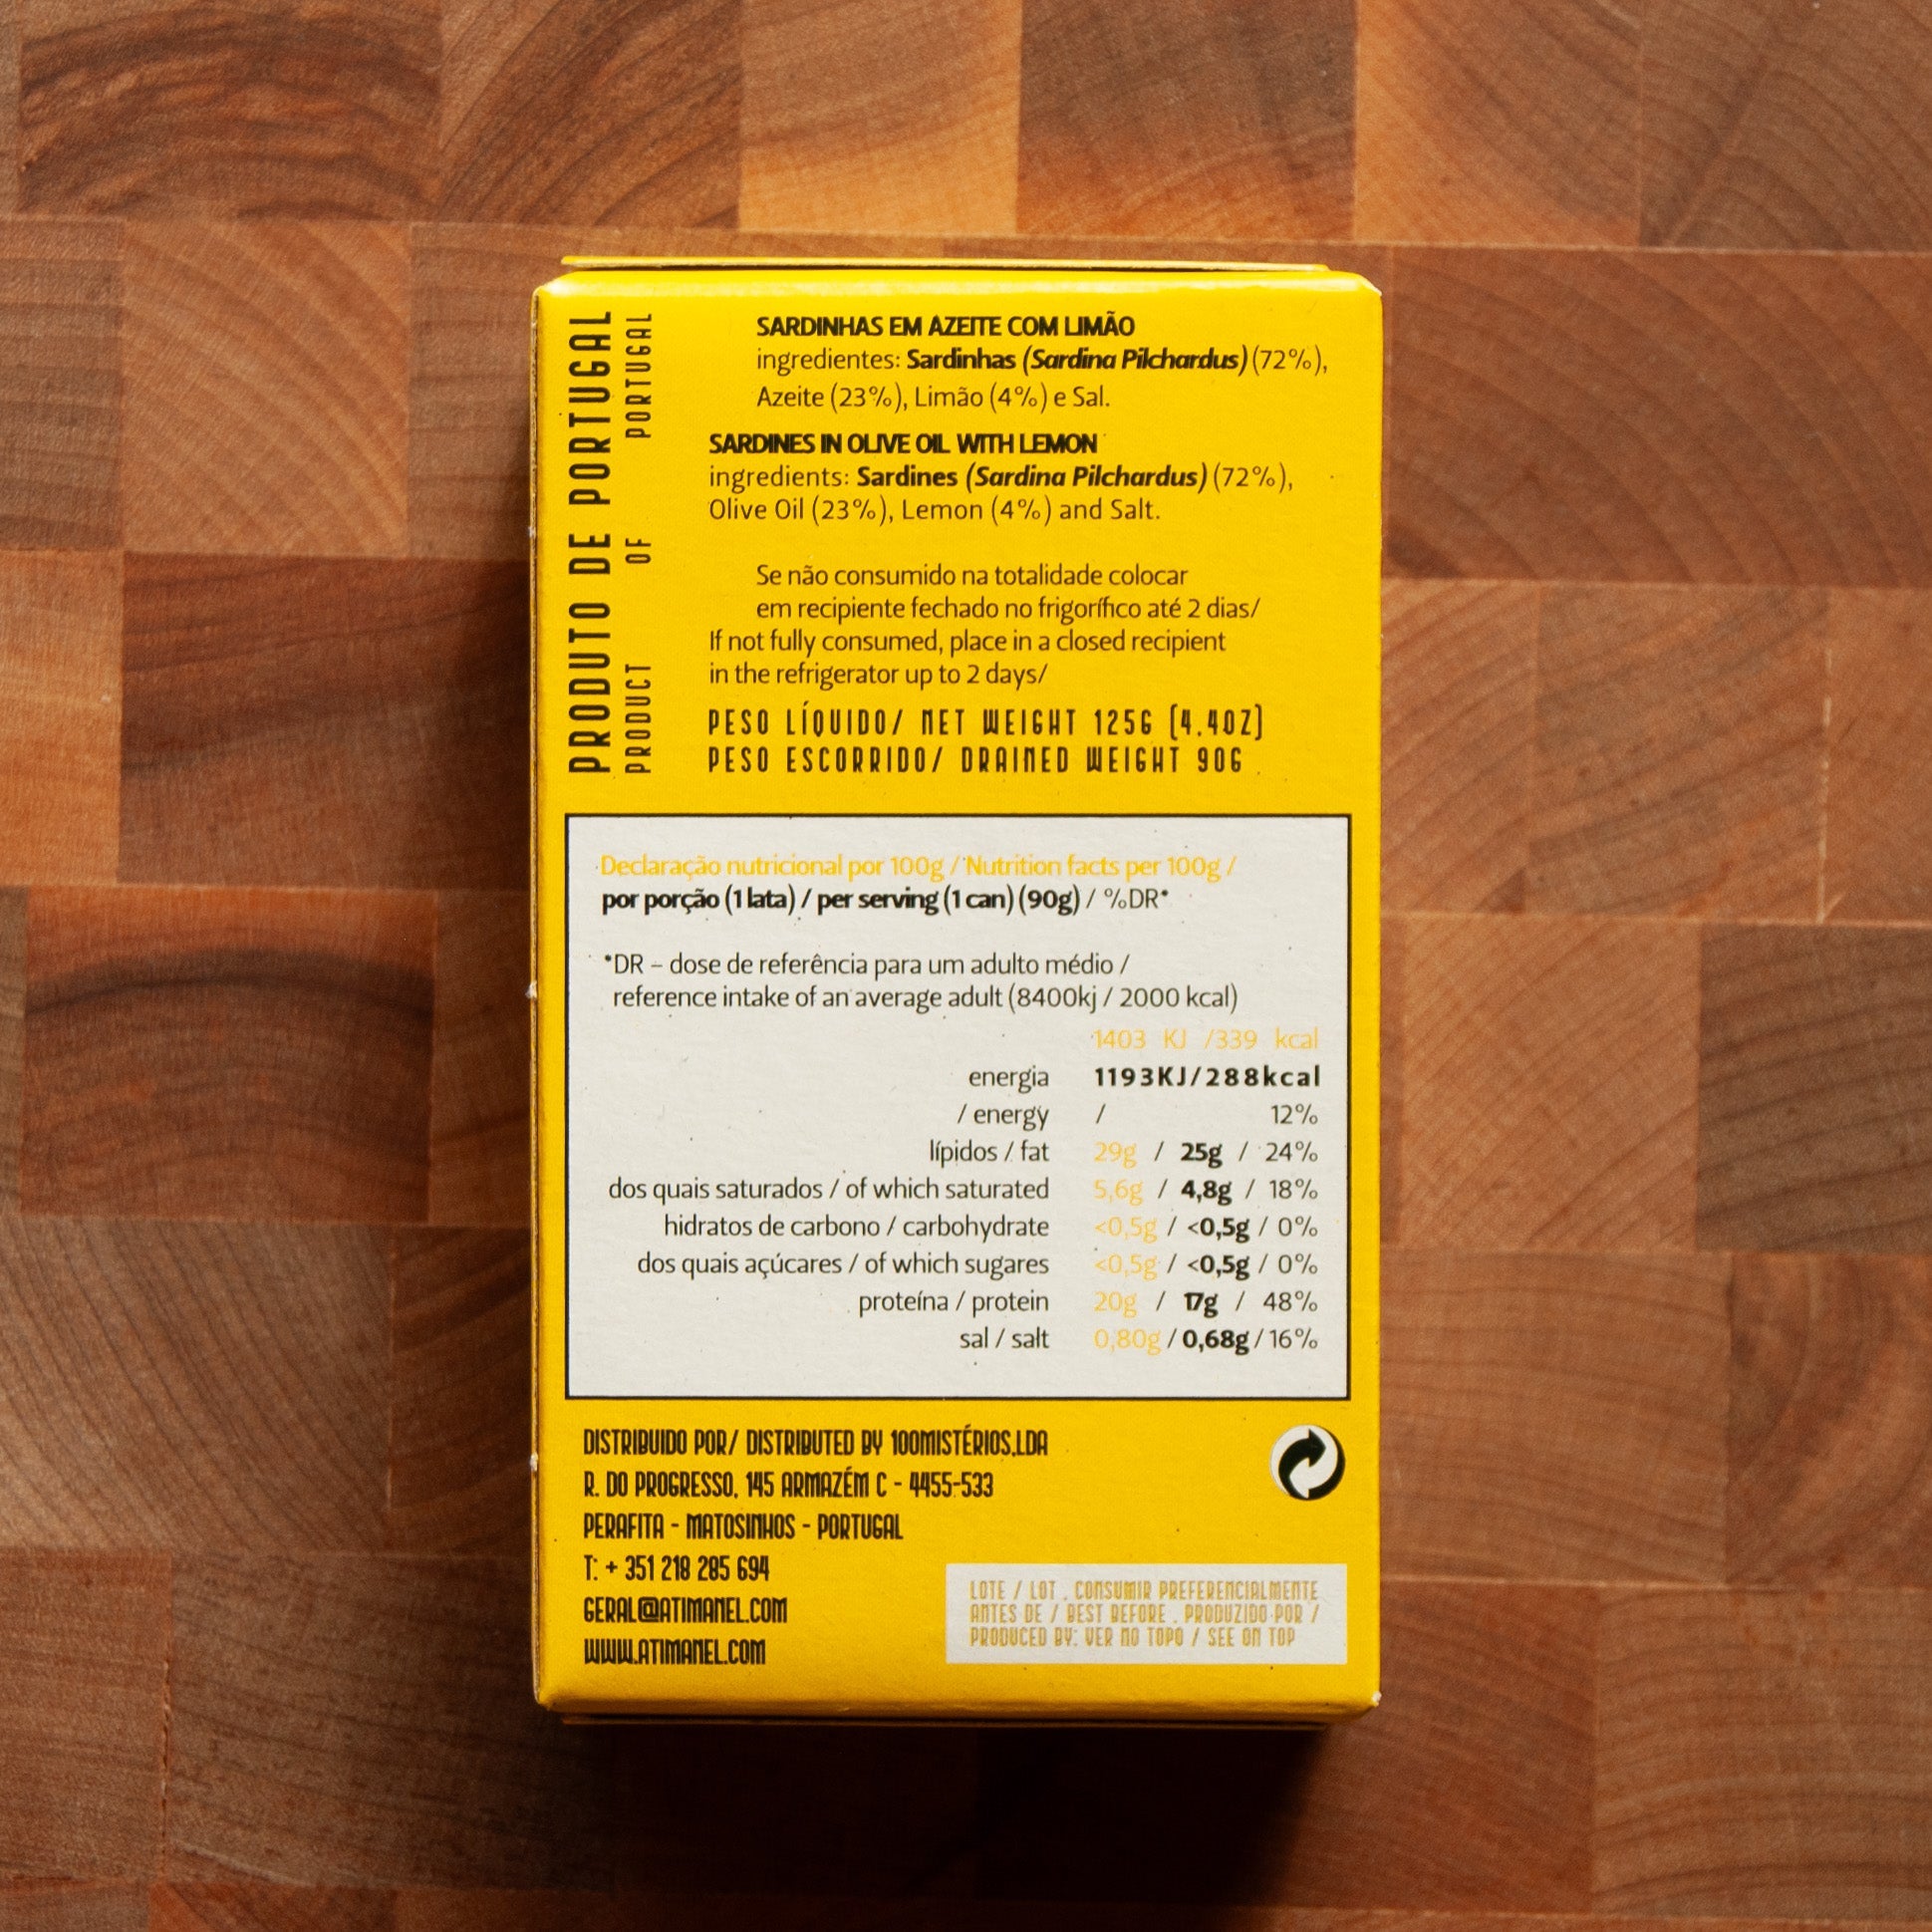 PRODUTO DE PORTUGAL
PRODUCT OF PORTUGAL
SARDINHAS EM AZEITE COM LIMÃO
ingredientes: Sardinhas (Sardina Pilchardus) (72%),
Azeite (23%), Limão (4%) e Sal.
SARDINES IN OLIVE OIL WITH LEMON
ingredients: Sardines (Sardina Pilchardus) (72%),
Olive Oil (23%), Lemon (4%) and Salt.
Se não consumido na totalidade colocar
em recipiente fechado no frigorífico até 2 dias/
If not fully consumed, place in a closed recipient
in the refrigerator up to 2 days/
PESO LÍQUIDO/ NET WEIGHT 125G (4.4OZ)
PESO ESCORRIDO/ DRAINED WEIGHT 90G
Declaração nutricional por 100g / Nutrition facts per 100g /
por porção (1 lata) / per serving (1 can) (90g) / %DR*
*DR – dose de referência para um adulto médio /
reference intake of an average adult (8400kj / 2000 kcal)
1403 KJ /339 kcal
energia 1193KJ/288kcal
/ energy / 12%
lípidos / fat 29g / 25g / 24%
dos quais saturados / of which saturated 5,6g / 4,8g / 18%
hidratos de carbono / carbohydrate <0,5g / <0,5g / 0%
dos quais açúcares / of which sugares <0,5g / <0,5g / 0%
proteína / protein 20g / 17g / 48%
sal / salt 0,80g / 0,68g / 16%
DISTRIBUIDO POR/ DISTRIBUTED BY 100MISTÉRIOS,LDA
R. DO PROGRESSO, 145 ARMAZÉM C - 4455-533
PERAFITA - MATOSINHOS - PORTUGAL
T: + 351 218 285 694
GERAL@ATIMANEL.COM
WWW.ATIMANEL.COM
LOTE / LOT . CONSUMIR PREFERENCIALMENTE
ANTES DE / BEST BEFORE . PRODUZIDO POR /
PRODUCED BY: VER NO TOPO / SEE ON TOP